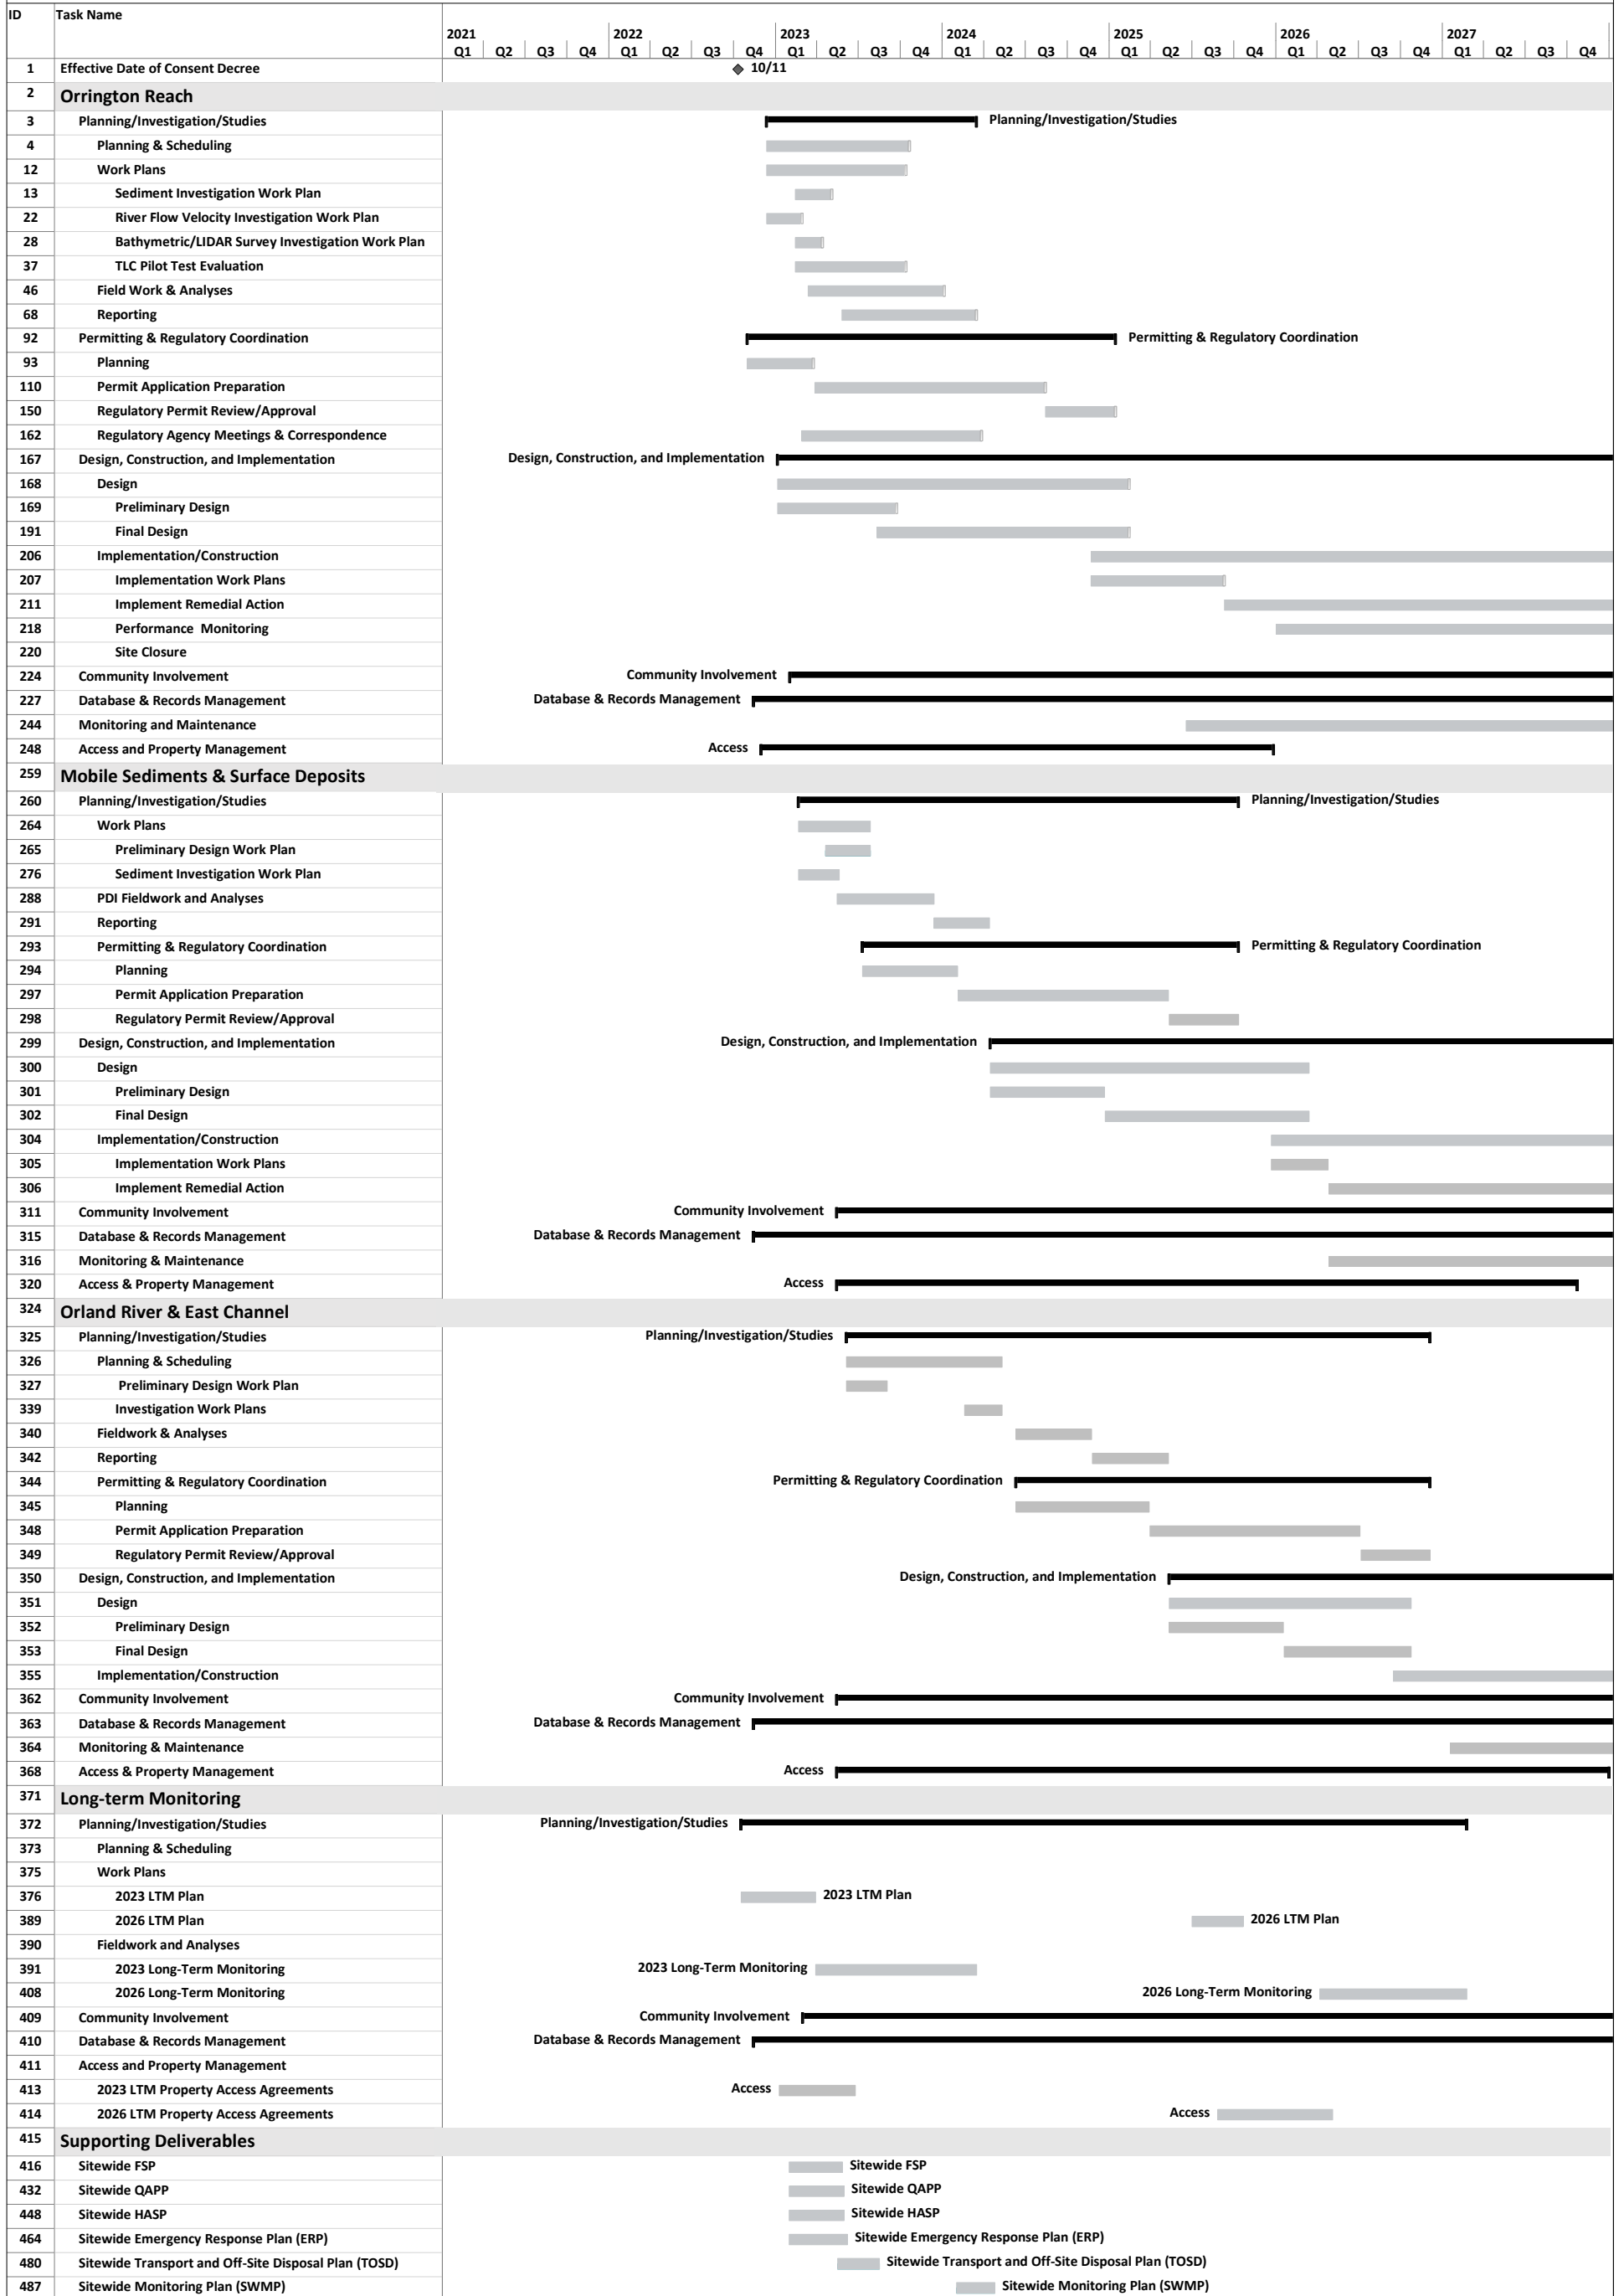 ID Task Name
2021 2022 2023 2024 2025 2026 2027
Q1 Q2 Q3 Q4 Q1 Q2 Q3 Q4 Q1 Q2 Q3 Q4 Q1 Q2 Q3 Q4 Q1 Q2 Q3 Q4 Q1 Q2 Q3 Q4 Q1 Q2 Q3 Q4
1 Effective Date of Consent Decree 10/11
2 Orrington Reach
3 Planning/Investigation/Studies Planning/Investigation/Studies
4 Planning & Scheduling
12 Work Plans
13 Sediment Investigation Work Plan
22 River Flow Velocity Investigation Work Plan
28 Bathymetric/LIDAR Survey Investigation Work Plan
37 TLC Pilot Test Evaluation
46 Field Work & Analyses
68 Reporting
92 Permitting & Regulatory Coordination Permitting & Regulatory Coordination
93 Planning
110 Permit Application Preparation
150 Regulatory Permit Review/Approval
162 Regulatory Agency Meetings & Correspondence
167 Design, Construction, and Implementation Design, Construction, and Implementation
168 Design
169 Preliminary Design
191 Final Design
206 Implementation/Construction
207 Implementation Work Plans
211 Implement Remedial Action
218 Performance Monitoring
220 Site Closure
224 Community Involvement Community Involvement
227 Database & Records Management Database & Records Management
244 Monitoring and Maintenance
248 Access and Property Management Access
259 Mobile Sediments & Surface Deposits
260 Planning/Investigation/Studies Planning/Investigation/Studies
264 Work Plans
265 Preliminary Design Work Plan
276 Sediment Investigation Work Plan
288 PDI Fieldwork and Analyses
291 Reporting
293 Permitting & Regulatory Coordination Permitting & Regulatory Coordination
294 Planning
297 Permit Application Preparation
298 Regulatory Permit Review/Approval
299 Design, Construction, and Implementation Design, Construction, and Implementation
300 Design
301 Preliminary Design
302 Final Design
304 Implementation/Construction
305 Implementation Work Plans
306 Implement Remedial Action
311 Community Involvement Community Involvement
315 Database & Records Management Database & Records Management
316 Monitoring & Maintenance
320 Access & Property Management Access
324 Orland River & East Channel
325 Planning/Investigation/Studies Planning/Investigation/Studies
326 Planning & Scheduling
327 Preliminary Design Work Plan
339 Investigation Work Plans
340 Fieldwork & Analyses
342 Reporting
344 Permitting & Regulatory Coordination Permitting & Regulatory Coordination
345 Planning
348 Permit Application Preparation
349 Regulatory Permit Review/Approval
350 Design, Construction, and Implementation Design, Construction, and Implementation
351 Design
352 Preliminary Design
353 Final Design
355 Implementation/Construction
362 Community Involvement Community Involvement
363 Database & Records Management Database & Records Management
364 Monitoring & Maintenance
368 Access & Property Management Access
371 Long-term Monitoring
372 Planning/Investigation/Studies Planning/Investigation/Studies
373 Planning & Scheduling
375 Work Plans
376 2023 LTM Plan 2023 LTM Plan
389 2026 LTM Plan 2026 LTM Plan
390 Fieldwork and Analyses
391 2023 Long-Term Monitoring 2023 Long-Term Monitoring
408 2026 Long-Term Monitoring 2026 Long-Term Monitoring
409 Community Involvement Community Involvement
410 Database & Records Management Database & Records Management
411 Access and Property Management
413 2023 LTM Property Access Agreements Access
414 2026 LTM Property Access Agreements Access
415 Supporting Deliverables
416 Sitewide FSP Sitewide FSP
432 Sitewide QAPP Sitewide QAPP
448 Sitewide HASP Sitewide HASP
464 Sitewide Emergency Response Plan (ERP) Sitewide Emergency Response Plan (ERP)
480 Sitewide Transport and Off-Site Disposal Plan (TOSD) Sitewide Transport and Off-Site Disposal Plan (TOSD)
487 Sitewide Monitoring Plan (SWMP) Sitewide Monitoring Plan (SWMP)